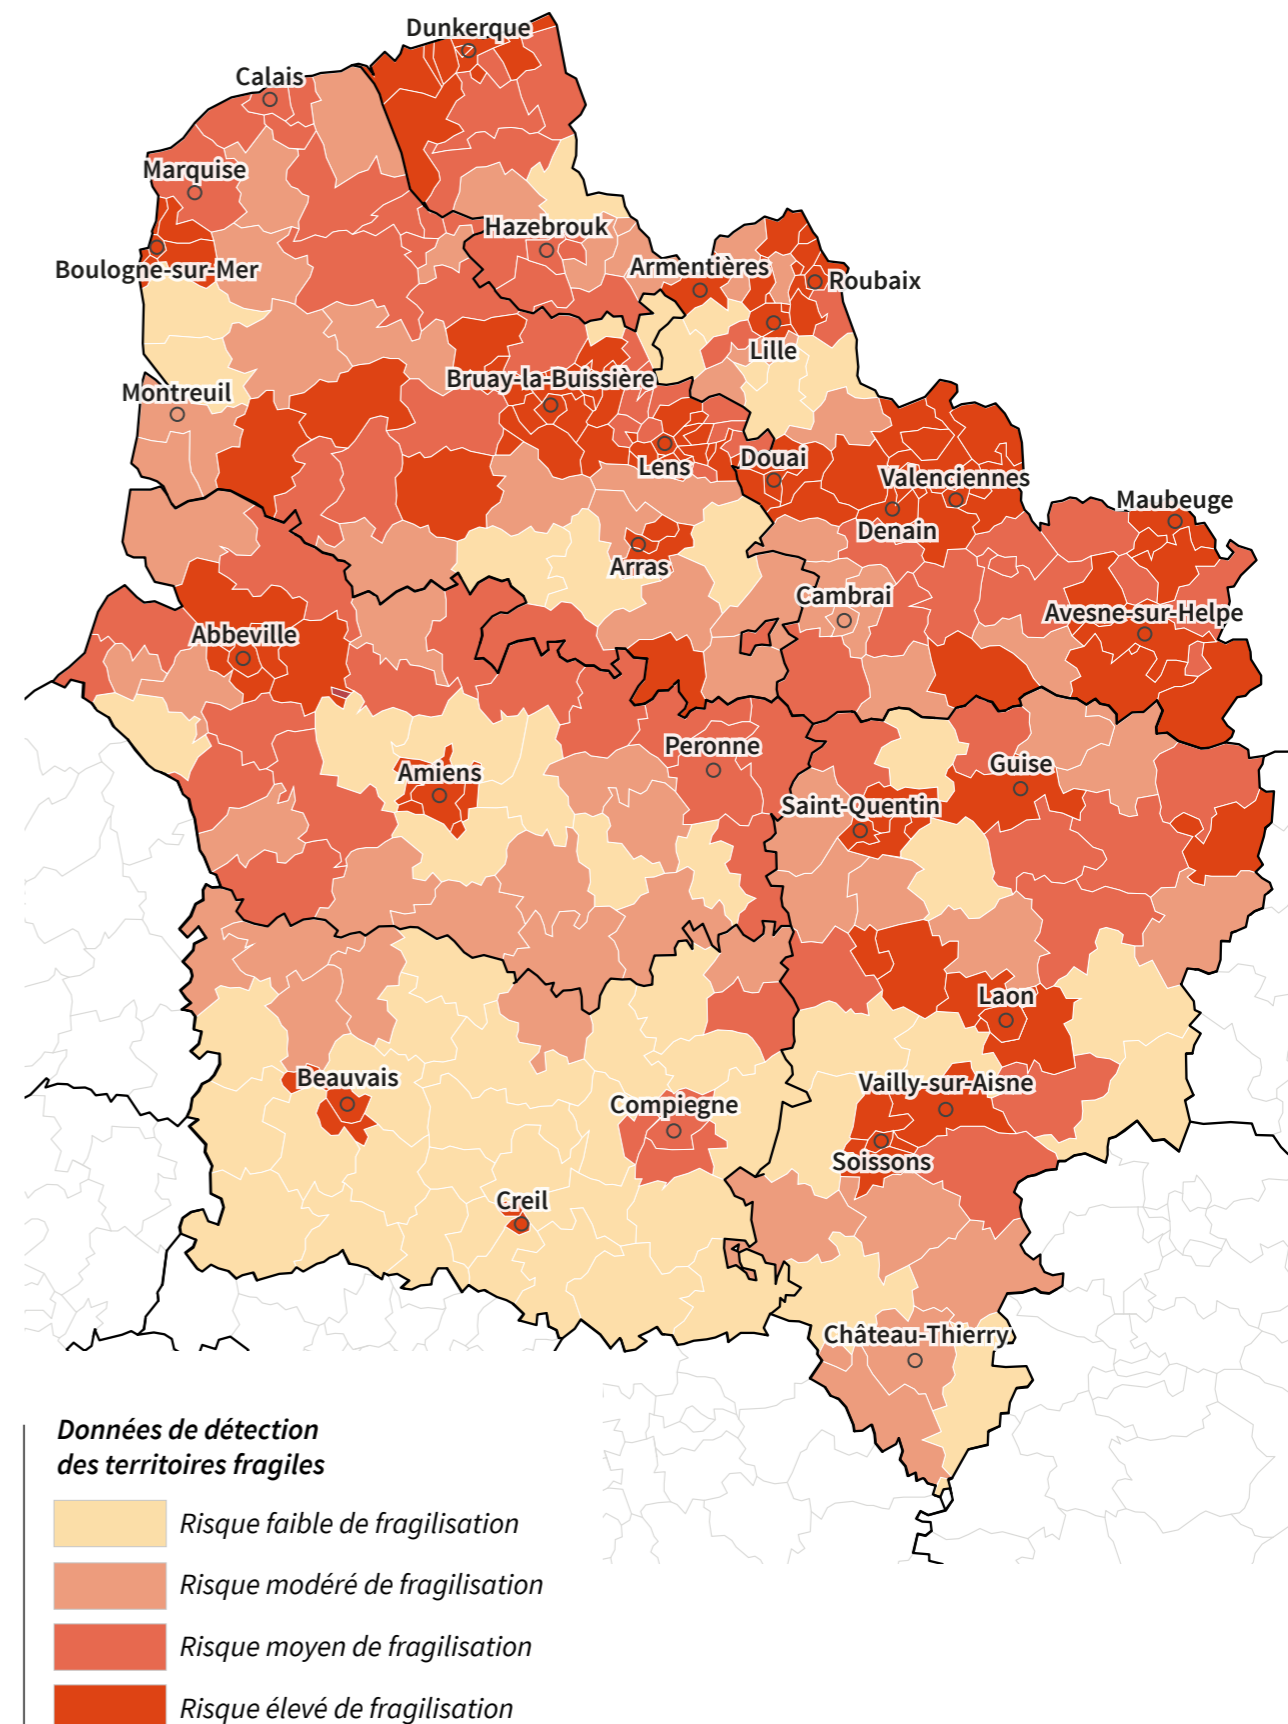 Dunkerque
Calais
Marquise
Hazebrouk
Armentières
Boulogne-sur-Mer
Roubaix
Lille
Bruay-la-Buissière
Montreuil
Lens
Douai
Valenciennes
Maubeuge
Denain
Arras
Cambrai
Avesne-sur-Helpe
Abbeville
Peronne
Guise
Amiens
Saint-Quentin
Laon
Beauvais
Vailly-sur-Aisne
Compiegne
Soissons
Creil
Château-Thierry
Données de détection
des territoires fragiles
Risque faible de fragilisation
Risque modéré de fragilisation
Risque moyen de fragilisation
Risque élevé de fragilisation